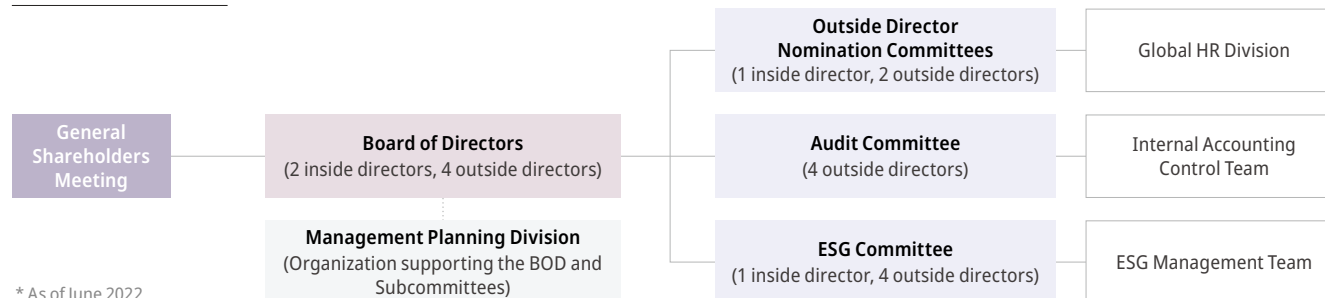 General
Shareholders
Meeting
Board of Directors
(2 inside directors, 4 outside directors)
Management Planning Division
(Organization supporting the BOD and
Subcommittees)
Outside Director
Nomination Committees
(1 inside director, 2 outside directors)
Global HR Division
Audit Committee
(4 outside directors)
Internal Accounting
Control Team
ESG Committee
(1 inside director, 4 outside directors)
ESG Management Team
* As of June 2022